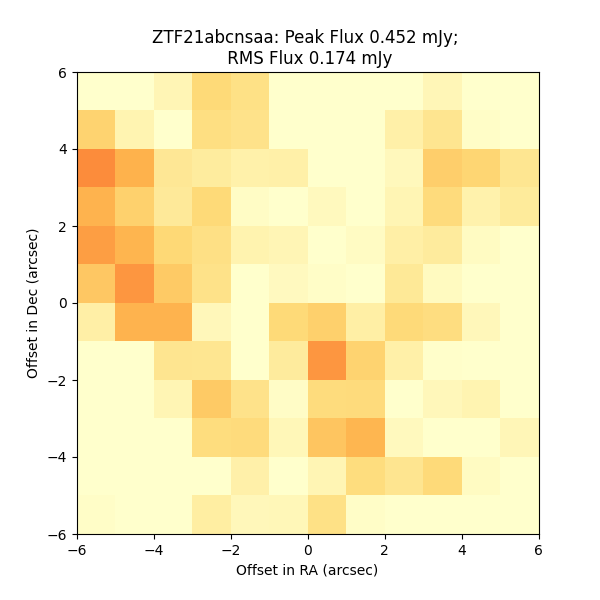 ZTF21abcnsaa: Peak Flux 0.452 mJy;
RMS Flux 0.174 mJy
6
4
2
0
−2
−4
−6
Offset in Dec (arcsec)
−6 −4 −2 0 2 4 6
Offset in RA (arcsec)